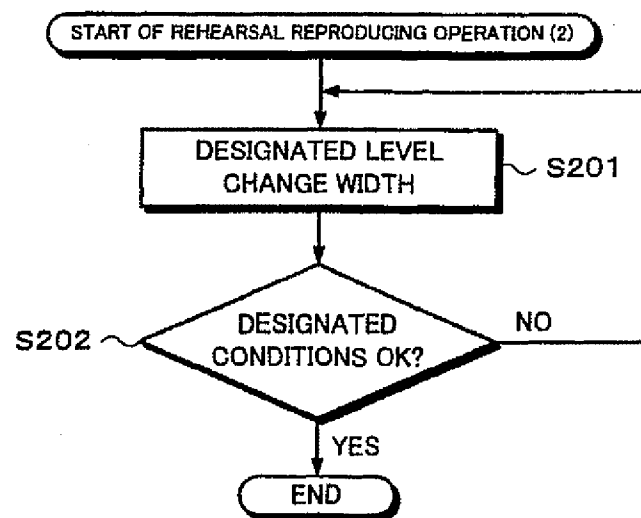 START OF REHEARSAL REPRODUCING OPERATION (2)
DESIGNATED LEVEL
CHANGE WIDTH
S201
S202
DESIGNATED
CONDITIONS OK?
NO
YES
END